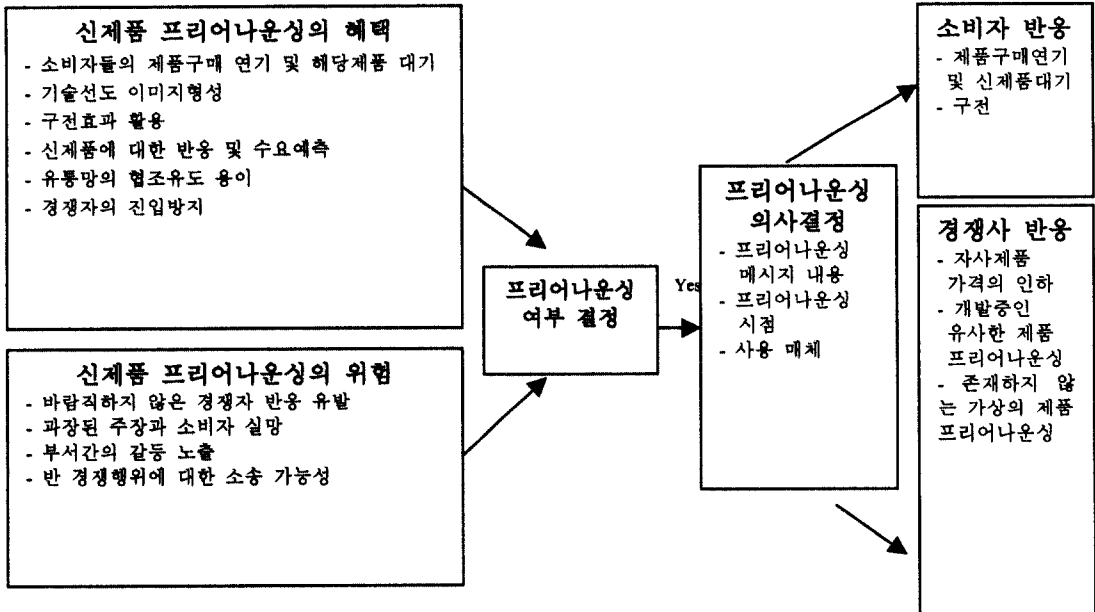 신제품 프리어나운싱의 혜택
- 소비자들의 제품구매 연기 및 해당제품 대기
- 기술선도 이미지형성
- 구전효과 활용
- 신제품에 대한 반응 및 수요예측
- 유통망의 협조유도 용이
- 경쟁자의 진입방지
신제품 프리어나운싱의 위험
- 바람직하지 않은 경쟁자 반응 유발
- 과장된 주장과 소비자 실망
- 부서간의 갈등 노출
- 반 경쟁행위에 대한 소송 가능성
프리어나운싱
여부 결정
Yes
프리어나운싱
의사결정
- 프리어나운싱
메시지 내용
- 프리어나운싱
시점
- 사용 매체
소비자 반응
- 제품구매연기
및 신제품대기
- 구전
경쟁사 반응
- 자사제품
가격의 인하
- 개발중인
유사한 제품
프리어나운싱
- 존재하지 않
는 가상의 제품
프리어나운싱